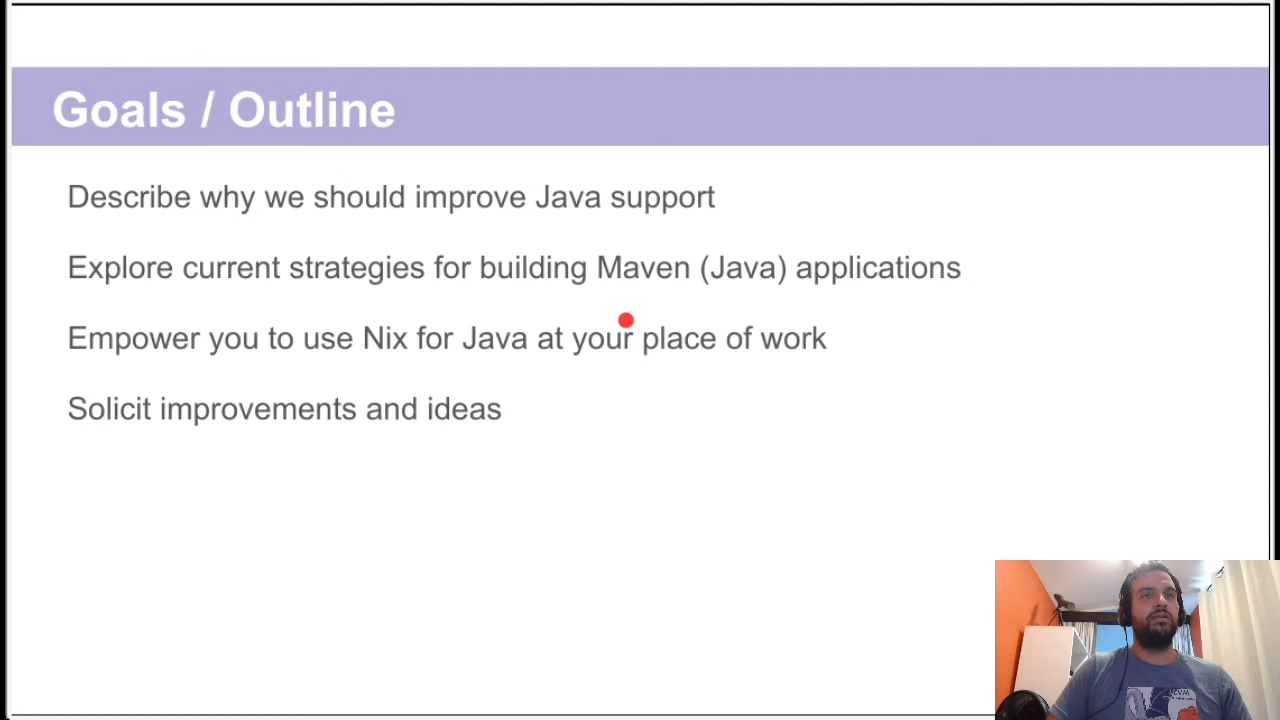 Goals / Outline
Describe why we should improve Java support
Explore current strategies for building Maven (Java) applications
Empower you to use Nix for Java at your place of work
Solicit improvements and ideas